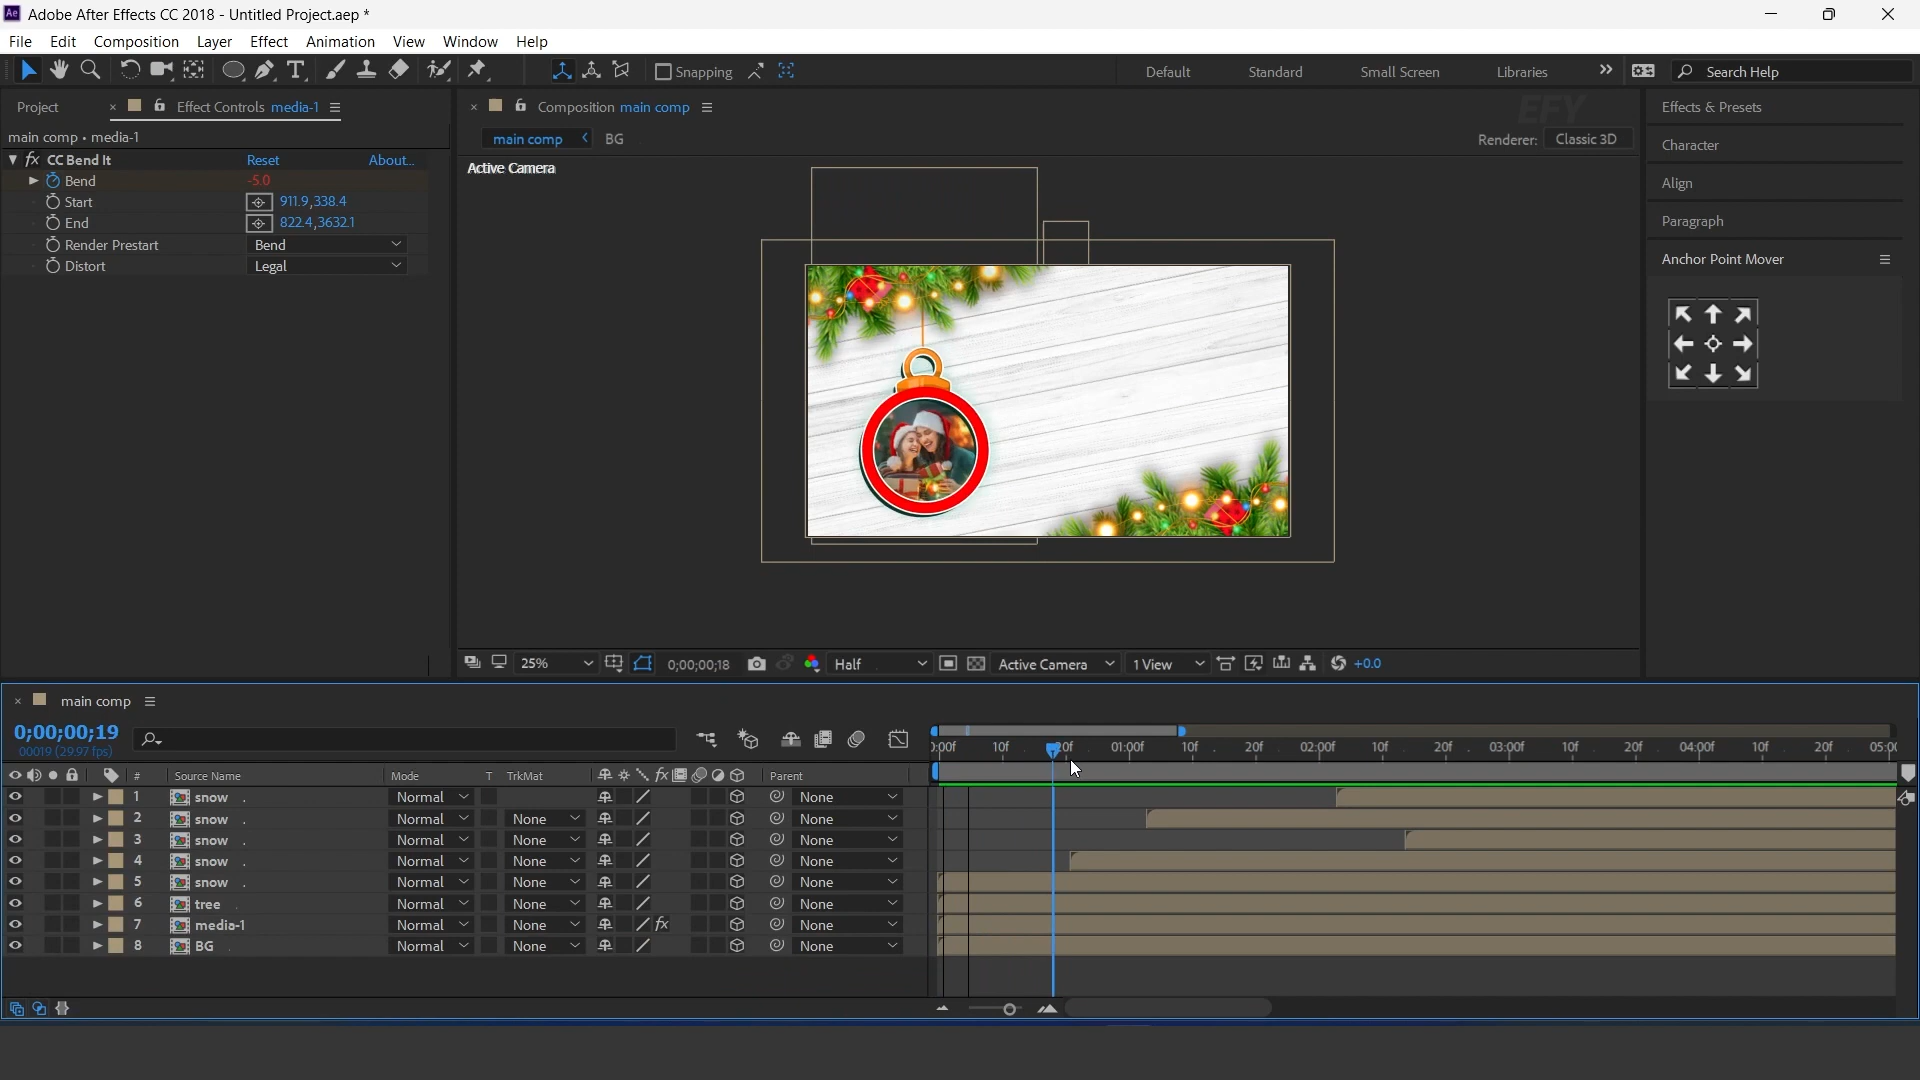 Adobe After Effects CC 2018 - Untitled Project.aep *
File Edit Composition Layer Effect Animation View Window Help
Snapping Default Standard Small Screen Libraries Search Help
Project × Effect Controls media-1 × Composition main comp Effects & Presets
EFY
main comp • media-1 main comp BG Renderer: Classic 3D
Character
fx CC Bend It Reset About...
Active Camera
Bend -5.0
Align
Start 911.9,338.4
End 822.4,3632.1
Paragraph
Render Prestart Bend
Distort Legal
Anchor Point Mover
25% 0;00;00;18 Half Active Camera 1 View +0.0
× main comp
0;00;00;19
00019 (29.97 fps)
0:00f 10f 20f 01:00f 10f 20f 02:00f 10f 20f 03:00f 10f 20f 04:00f 10f 20f 05:00
# Source Name Mode T TrkMat fx Parent
1 snow . Normal None
2 snow . Normal None None
3 snow . Normal None None
4 snow . Normal None None
5 snow . Normal None None
6 tree . Normal None None
7 media-1 Normal None fx None
8 BG . Normal None None